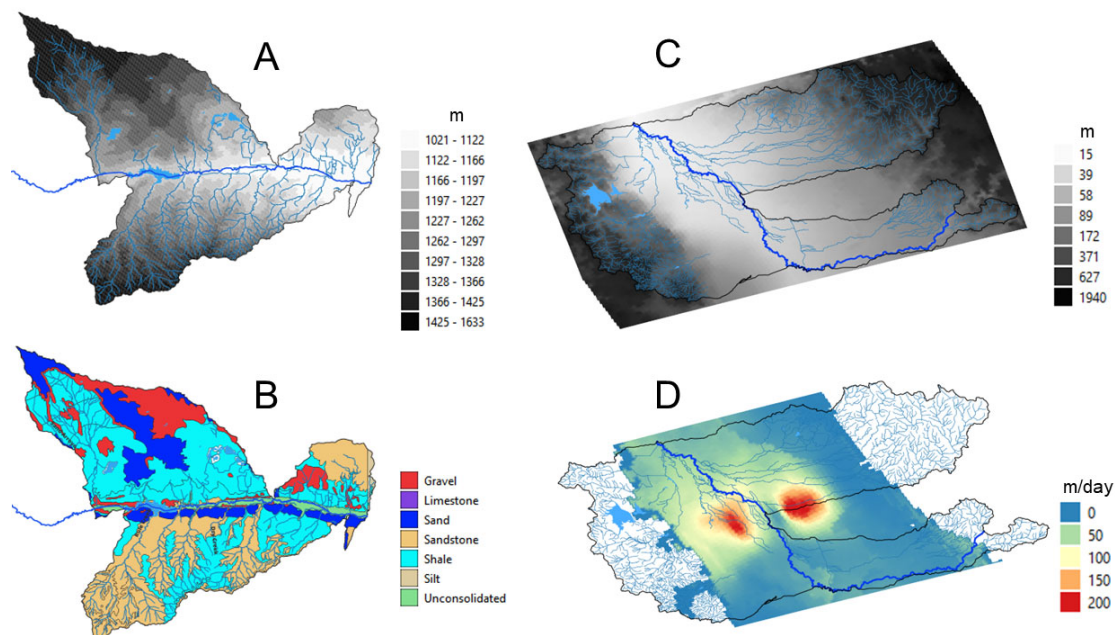 A
m
1021 - 1122
1122 - 1166
1166 - 1197
1197 - 1227
1227 - 1262
1262 - 1297
1297 - 1328
1328 - 1366
1366 - 1425
1425 - 1633
C
m
15
39
58
89
172
371
627
1940
B
Gravel
Limestone
Sand
Sandstone
Shale
Silt
Unconsolidated
D
m/day
0
50
100
150
200